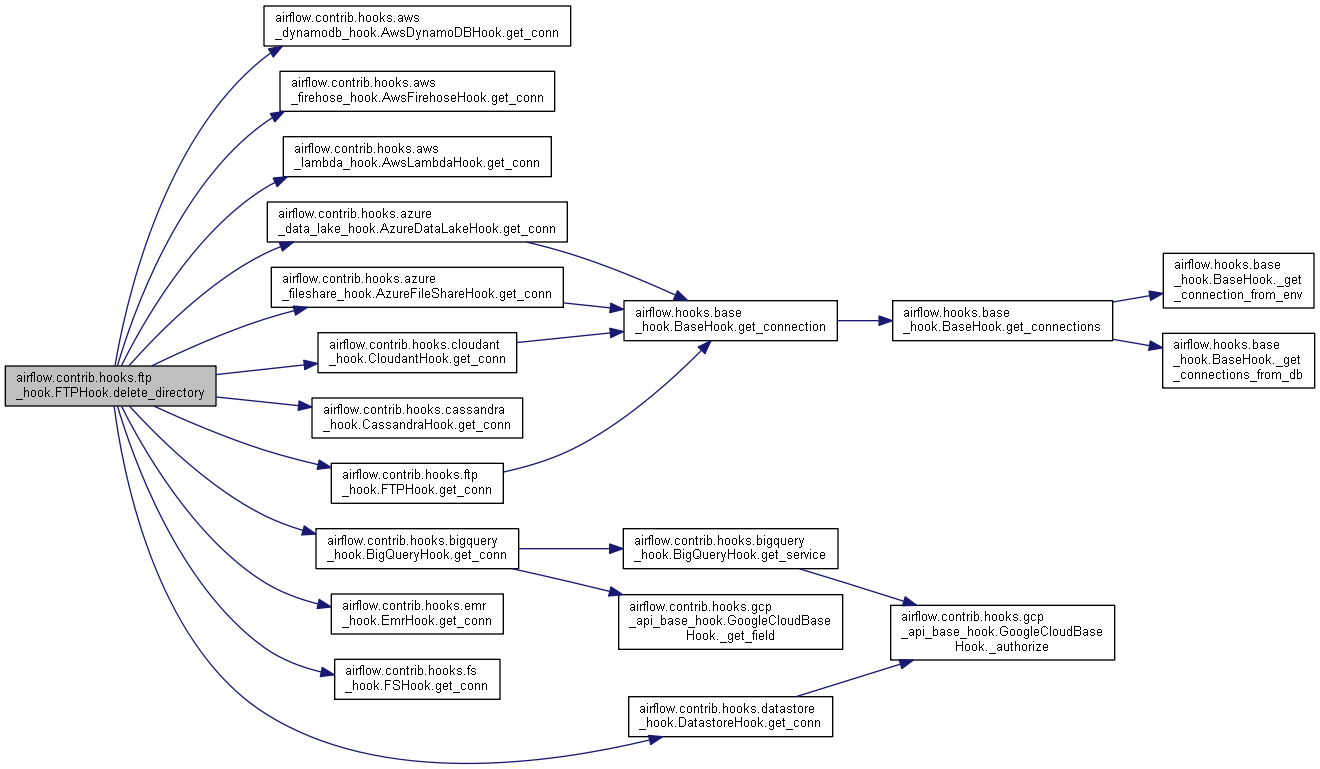 airflow.contrib.hooks.ftp
_hook.FTPHook.delete_directory
airflow.contrib.hooks.aws
_dynamodb_hook.AwsDynamoDBHook.get_conn
airflow.contrib.hooks.aws
_firehose_hook.AwsFirehoseHook.get_conn
airflow.contrib.hooks.aws
_lambda_hook.AwsLambdaHook.get_conn
airflow.contrib.hooks.azure
_data_lake_hook.AzureDataLakeHook.get_conn
airflow.contrib.hooks.azure
_fileshare_hook.AzureFileShareHook.get_conn
airflow.contrib.hooks.cloudant
_hook.CloudantHook.get_conn
airflow.contrib.hooks.cassandra
_hook.CassandraHook.get_conn
airflow.contrib.hooks.ftp
_hook.FTPHook.get_conn
airflow.contrib.hooks.bigquery
_hook.BigQueryHook.get_conn
airflow.contrib.hooks.emr
_hook.EmrHook.get_conn
airflow.contrib.hooks.fs
_hook.FSHook.get_conn
airflow.hooks.base
_hook.BaseHook.get_connection
airflow.contrib.hooks.bigquery
_hook.BigQueryHook.get_service
airflow.contrib.hooks.gcp
_api_base_hook.GoogleCloudBase
Hook._get_field
airflow.contrib.hooks.datastore
_hook.DatastoreHook.get_conn
airflow.hooks.base
_hook.BaseHook.get_connections
airflow.contrib.hooks.gcp
_api_base_hook.GoogleCloudBase
Hook._authorize
airflow.hooks.base
_hook.BaseHook._get
_connection_from_env
airflow.hooks.base
_hook.BaseHook._get
_connections_from_db